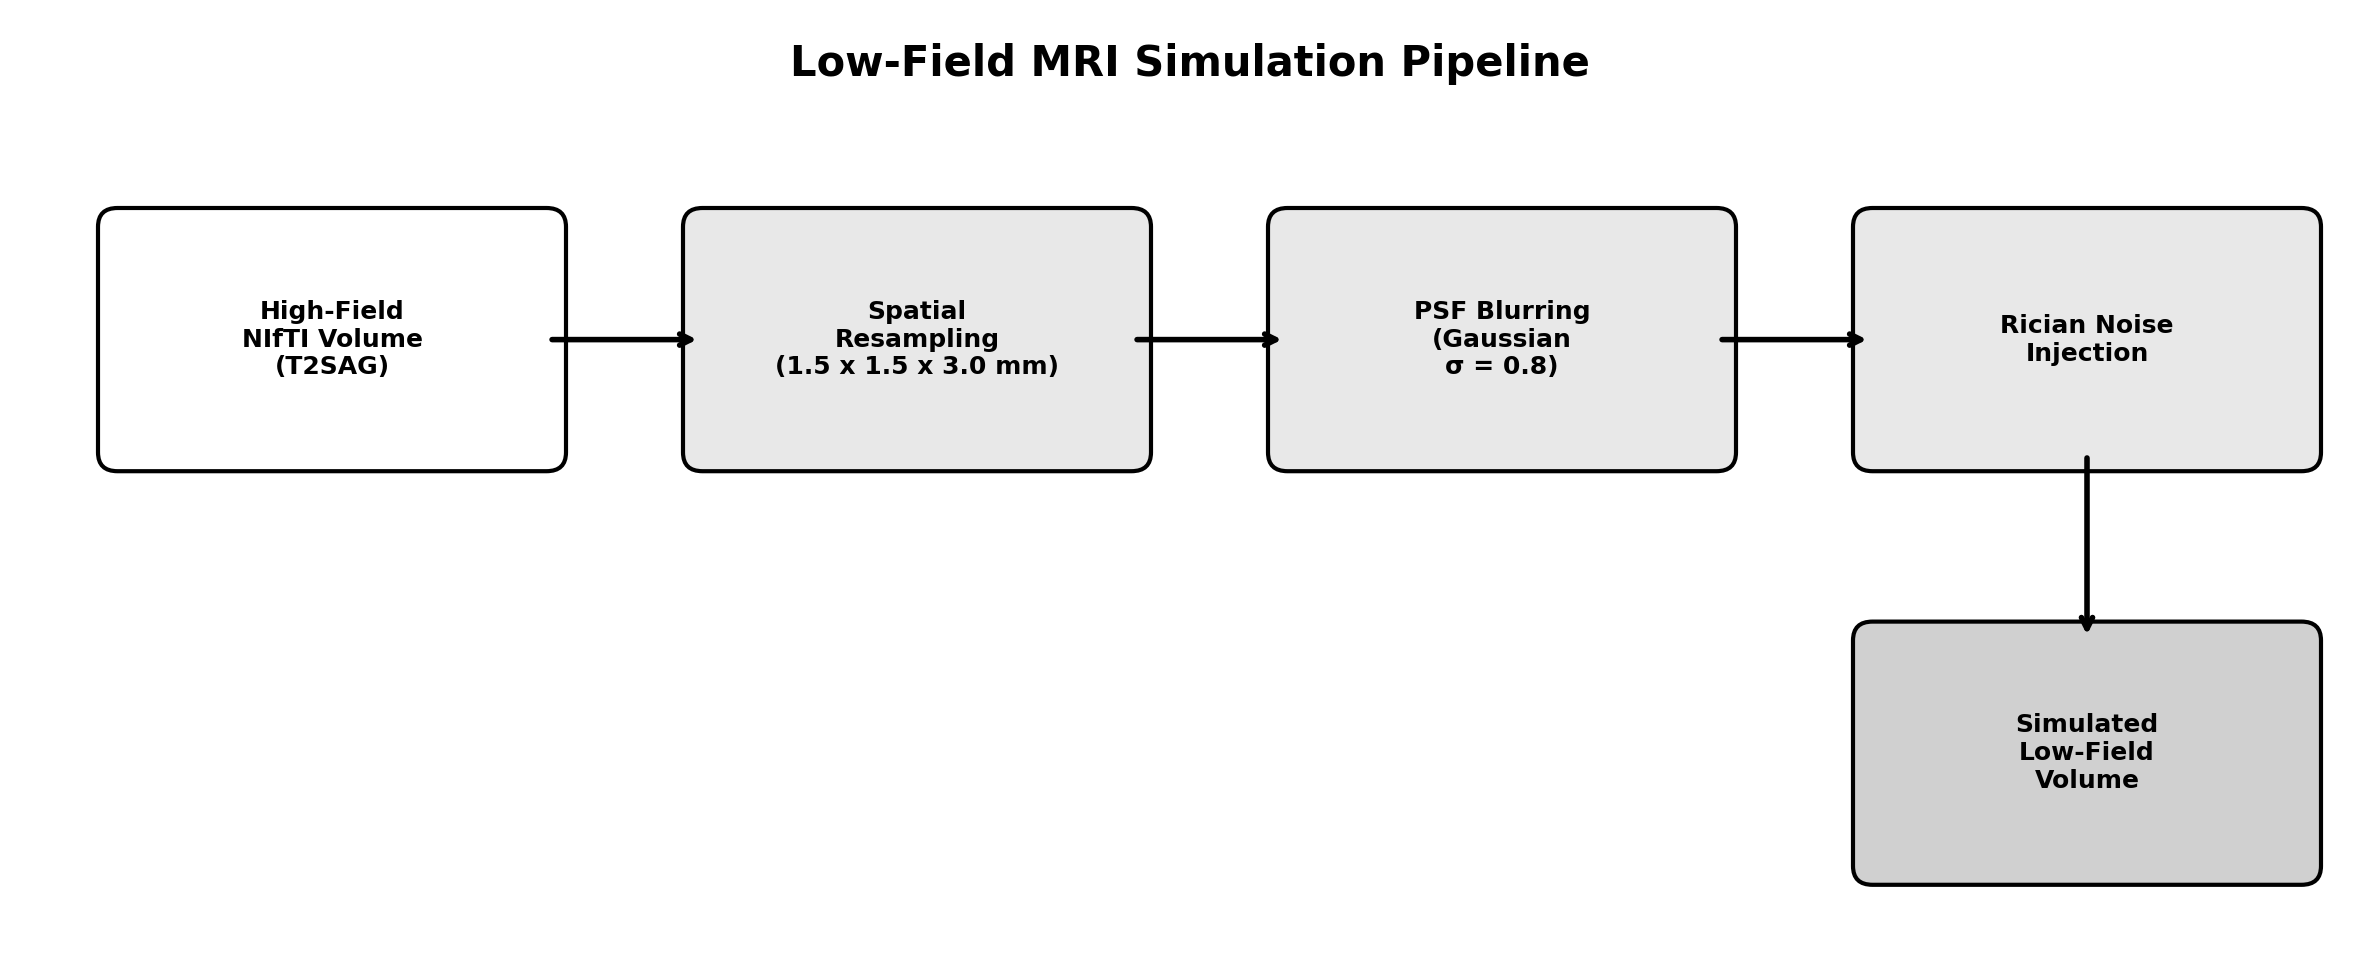 Low-Field MRI Simulation Pipeline
High-Field
NIfTI Volume
(T2SAG)
Spatial
Resampling
(1.5 x 1.5 x 3.0 mm)
PSF Blurring
(Gaussian
σ = 0.8)
Rician Noise
Injection
Simulated
Low-Field
Volume